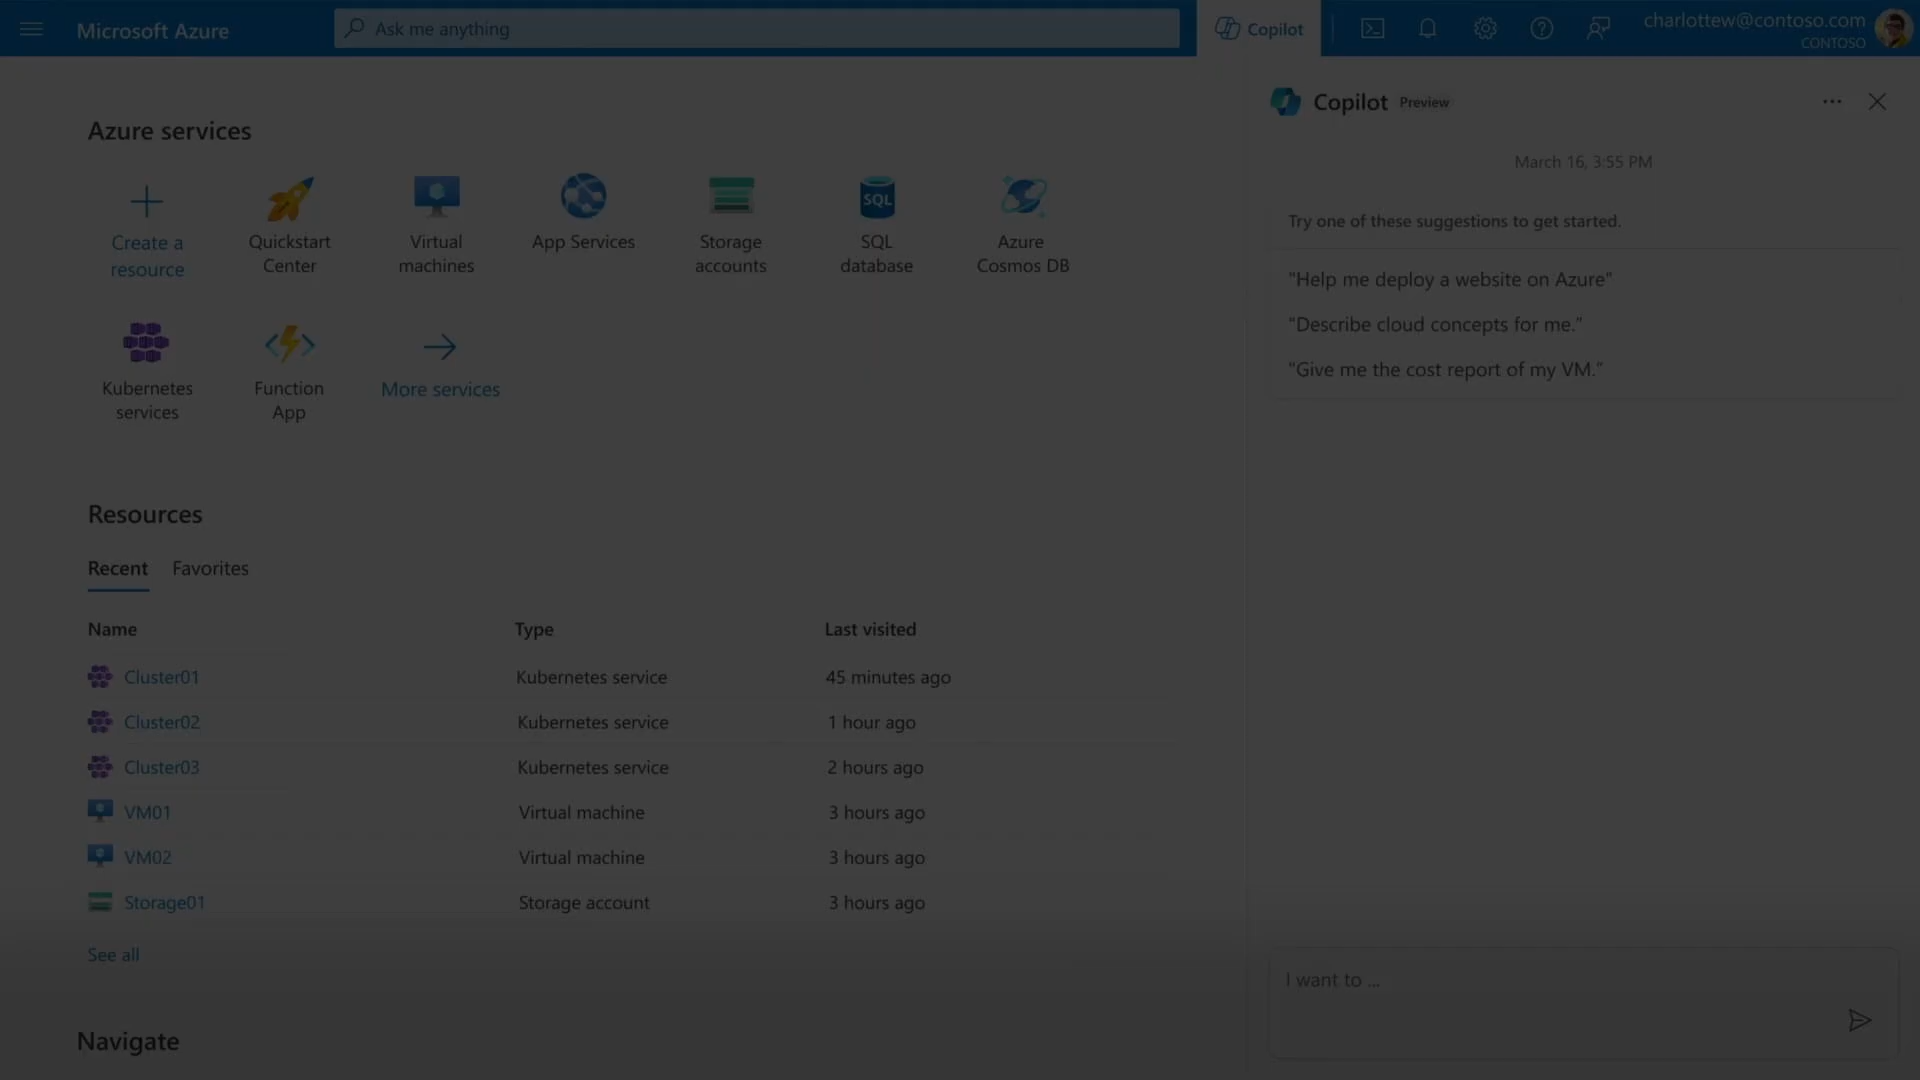 Microsoft Azure
Ask me anything
Copilot
charlottew@contoso.com
CONTOSO
Azure services
Create a
resource
Quickstart
Center
Virtual
machines
App Services
Storage
accounts
SQL
SQL
database
Azure
Cosmos DB
Kubernetes
services
Function
App
More services
Resources
Recent Favorites
Name Type Last visited
Cluster01 Kubernetes service 45 minutes ago
Cluster02 Kubernetes service 1 hour ago
Cluster03 Kubernetes service 2 hours ago
VM01 Virtual machine 3 hours ago
VM02 Virtual machine 3 hours ago
Storage01 Storage account 3 hours ago
See all
Navigate
Copilot Preview
March 16, 3:55 PM
Try one of these suggestions to get started.
"Help me deploy a website on Azure"
"Describe cloud concepts for me."
"Give me the cost report of my VM."
I want to ...